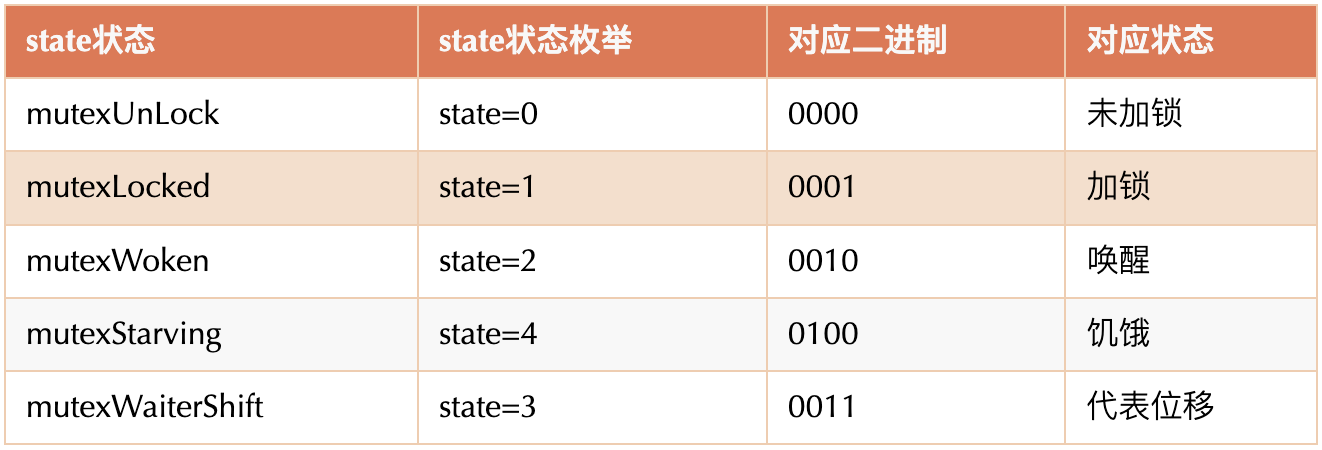 state状态 state状态枚举 对应二进制 对应状态
mutexUnLock state=0 0000 未加锁
mutexLocked state=1 0001 加锁
mutexWoken state=2 0010 唤醒
mutexStarving state=4 0100 饥饿
mutexWaiterShift state=3 0011 代表位移